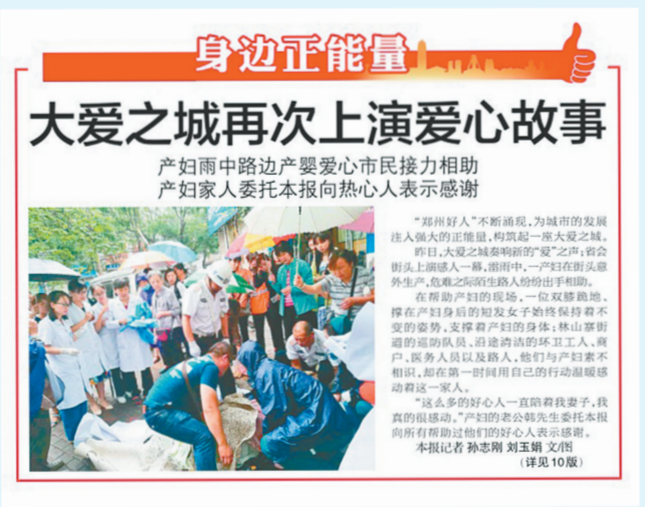 身边正能量
大爱之城再次上演爱心故事
产妇雨中路边产婴爱心市民接力相助
产妇家人委托本报向热心人表示感谢
“郑州好人”不断涌现,为城市的发展
注入强大的正能量,构筑起一座大爱之城。
昨日,大爱之城奏响新的“爱”之声;省会
街头上演感人一幕,雷雨中,一产妇在街头意
外生产,危难之际陌生路人纷纷出手相助。
在帮助产妇的现场,一位双膝跪地、
撑在产妇身后的短发女子始终保持着不
变的姿势,支撑着产妇的身体;林山寨街
道的巡防队员、沿途清洁的环卫工人、商
户、医务人员以及路人,他们与产妇素不
相识,却在第一时间用自己的行动温暖感
动着这一家人。
“这么多的好心人一直陪着我妻子,我
真的很感动。”产妇的老公韩先生委托本报
向所有帮助过他们的好心人表示感谢。
本报记者 孙志刚 刘玉娟 文/图
(详见10版)